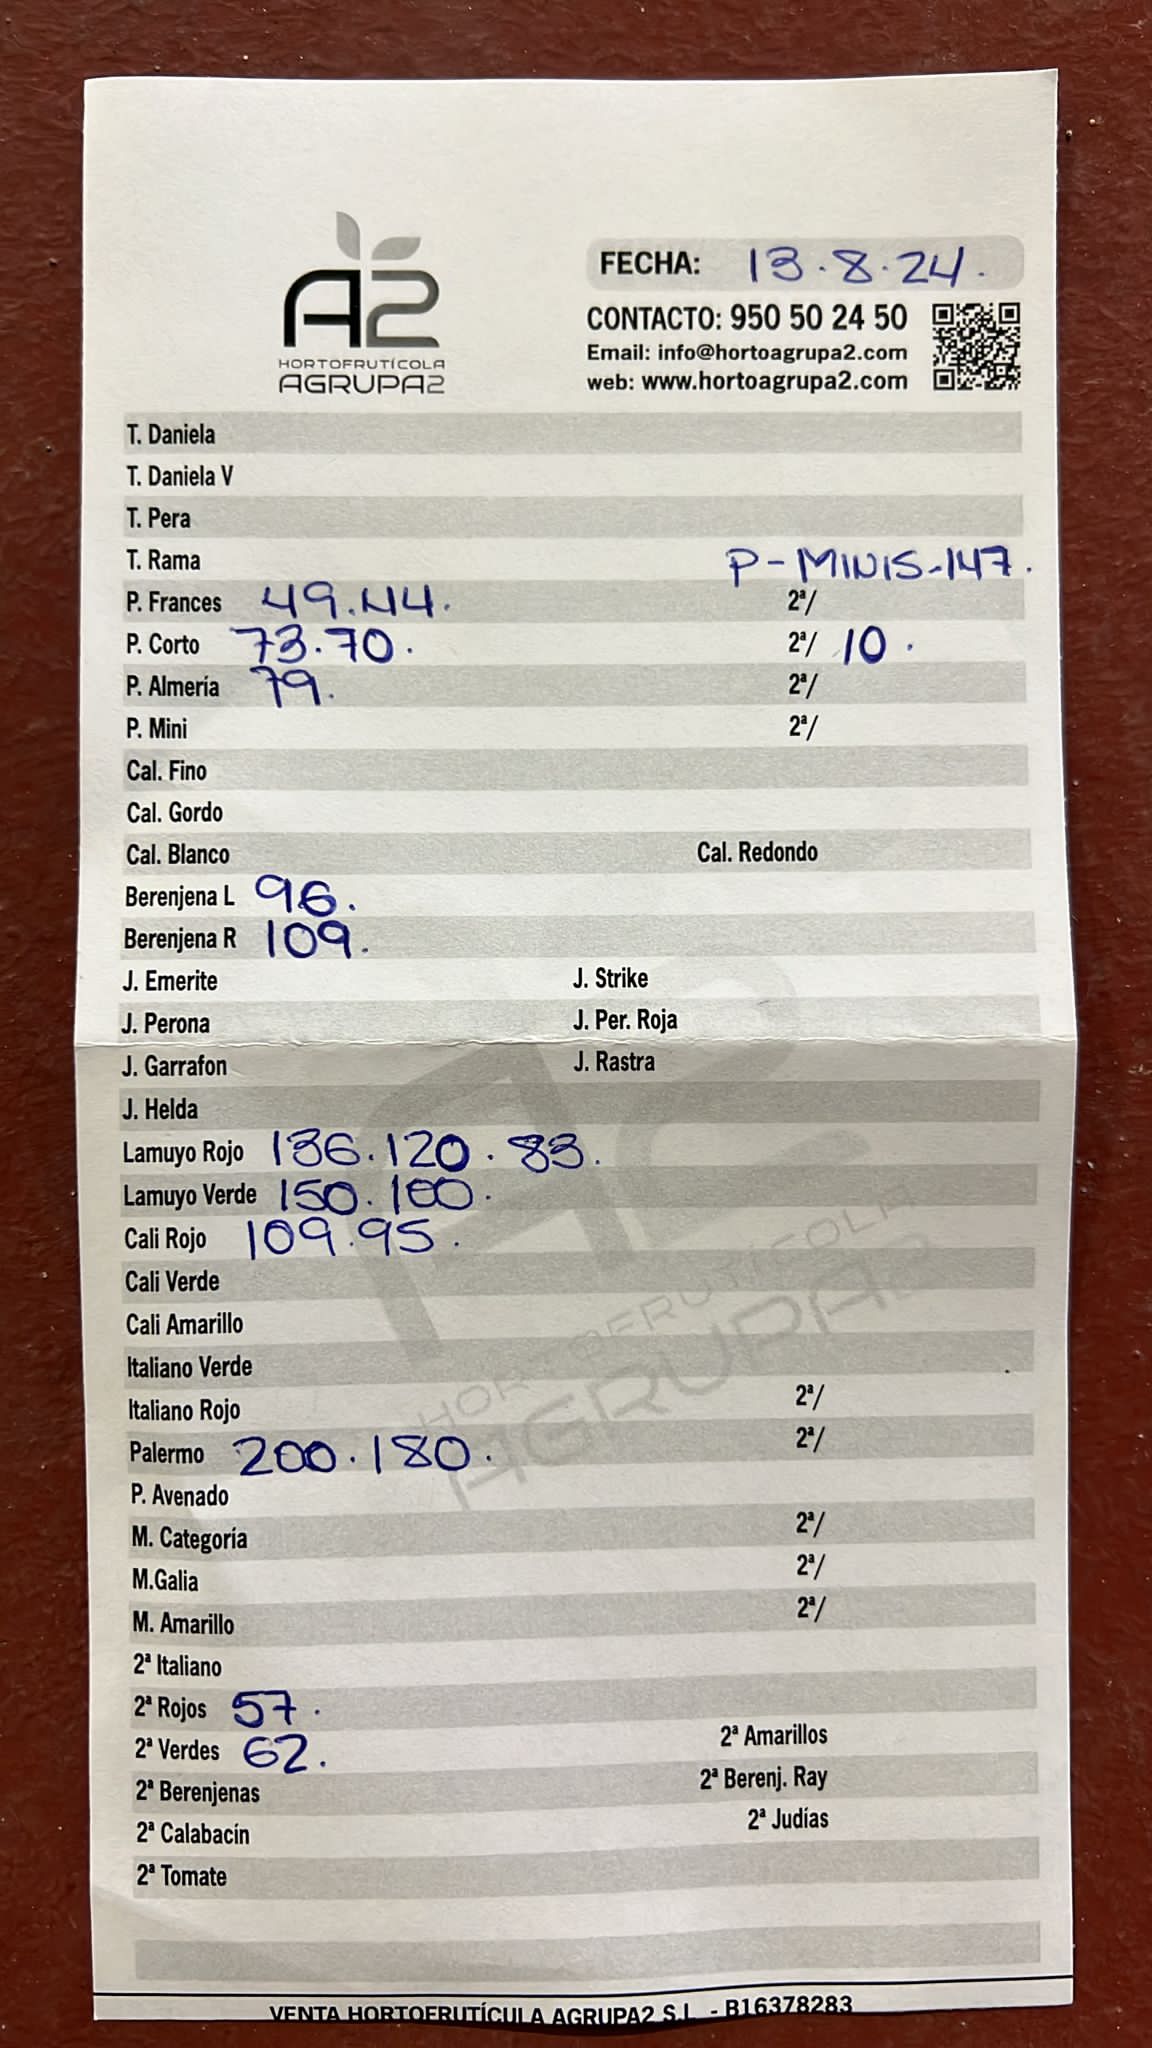 A2
HORTOFRUTÍCOLA
AGRUPA2
FECHA: 13.8.24.
CONTACTO: 950 50 24 50
Email: info@hortoagrupa2.com
web: www.hortoagrupa2.com
T. Daniela
T. Daniela V
T. Pera
T. Rama P-MINIS-147.
P. Frances 49.44. 2ª/
P. Corto 73.70. 2ª/ 10.
P. Almería 79. 2ª/
P. Mini 2ª/
Cal. Fino
Cal. Gordo
Cal. Blanco Cal. Redondo
Berenjena L 96.
Berenjena R 109.
J. Emerite J. Strike
J. Perona J. Per. Roja
J. Garrafon J. Rastra
J. Helda
Lamuyo Rojo 136.120.83.
Lamuyo Verde 150.100.
Cali Rojo 109.95.
Cali Verde
Cali Amarillo
Italiano Verde
Italiano Rojo 2ª/
Palermo 200.180. 2ª/
P. Avenado
M. Categoría 2ª/
M.Galia 2ª/
M. Amarillo 2ª/
2ª Italiano
2ª Rojos 57.
2ª Verdes 62. 2ª Amarillos
2ª Berenjenas 2ª Berenj. Ray
2ª Calabacín 2ª Judías
2ª Tomate
A2
HORTOFRUTÍCOLA
AGRUPA2
VENTA HORTOFRUTÍCULA AGRUPA2 S.L. - B16378283